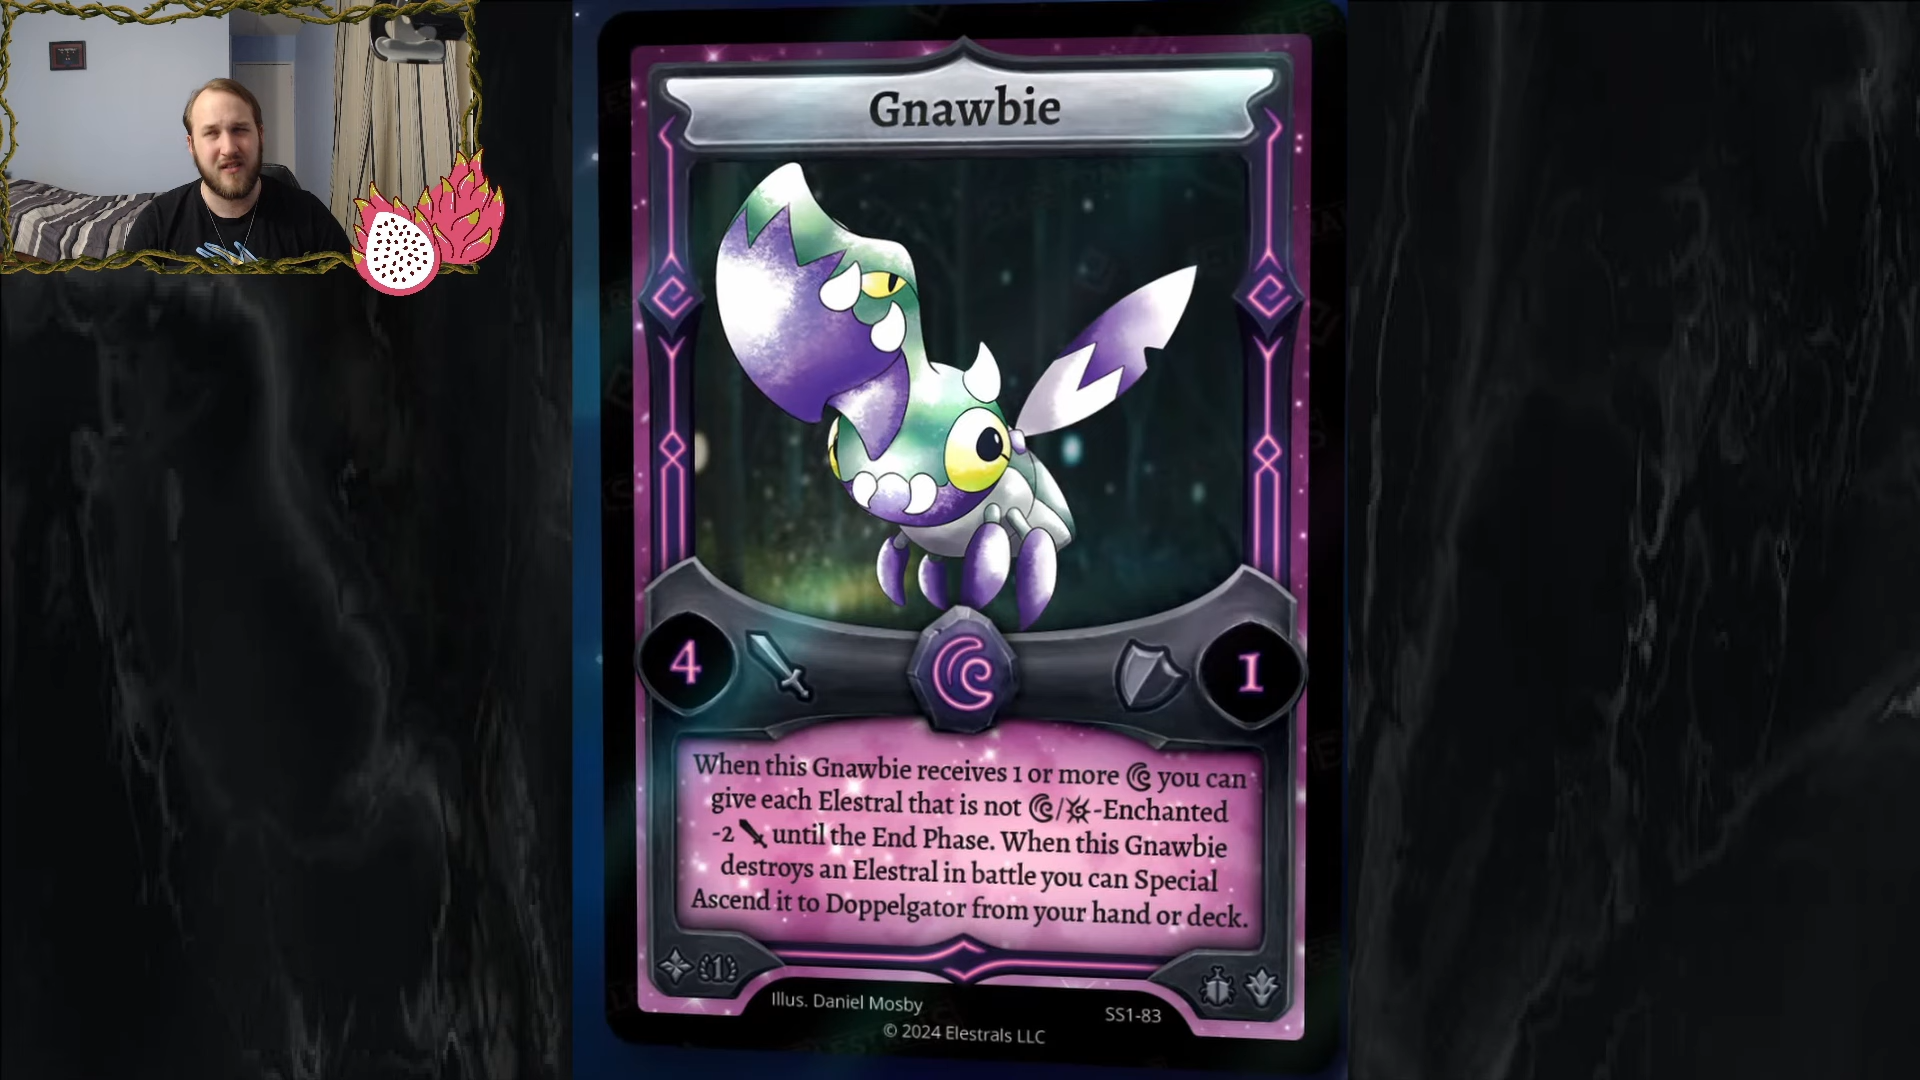 Gnawbie
4
1
When this Gnawbie receives 1 or more you can
give each Elestral that is not / -Enchanted
-2 until the End Phase. When this Gnawbie
destroys an Elestral in battle you can Special
Ascend it to Doppelgator from your hand or deck.
1
Illus. Daniel Mosby
SS1-83
© 2024 Elestrals LLC